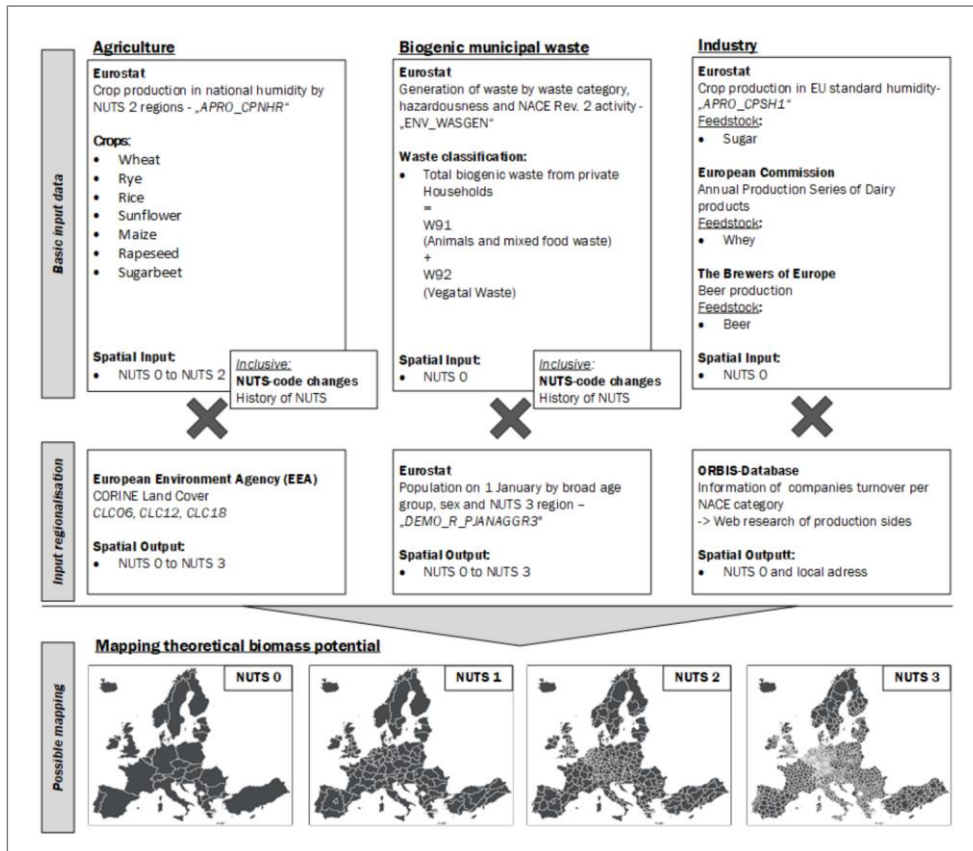 Basic input data
Agriculture
Eurostat
Crop production in national humidity by
NUTS 2 regions - „APRO_CPNHR“
Crops:
• Wheat
• Rye
• Rice
• Sunflower
• Maize
• Rapeseed
• Sugarbeet
Spatial Input:
• NUTS 0 to NUTS 2
Inclusive:
NUTS-code changes
History of NUTS
Biogenic municipal waste
Eurostat
Generation of waste by waste category,
hazardousness and NACE Rev. 2 activity -
„ENV_WASGEN“
Waste classification:
• Total biogenic waste from private
Households
=
W91
(Animals and mixed food waste)
+
W92
(Vegatal Waste)
Spatial Input:
• NUTS 0
Inclusive:
NUTS-code changes
History of NUTS
Industry
Eurostat
Crop production in EU standard humidity-
„APRO_CPSH1“
Feedstock:
• Sugar
European Commission
Annual Production Series of Dairy
products
Feedstock:
• Whey
The Brewers of Europe
Beer production
Feedstock:
• Beer
Spatial Input:
• NUTS 0
Input regionalisation
European Environment Agency (EEA)
CORINE Land Cover
CLC06, CLC12, CLC18
Spatial Output:
• NUTS 0 to NUTS 3
Eurostat
Population on 1 January by broad age
group, sex and NUTS 3 region –
„DEMO_R_PJANAGGR3“
Spatial Output:
• NUTS 0 to NUTS 3
ORBIS-Database
Information of companies turnover per
NACE category
-> Web research of production sides
Spatial Outputt:
• NUTS 0 and local adress
Possible mapping
Mapping theoretical biomass potential
NUTS 0
NUTS 1
NUTS 2
NUTS 3